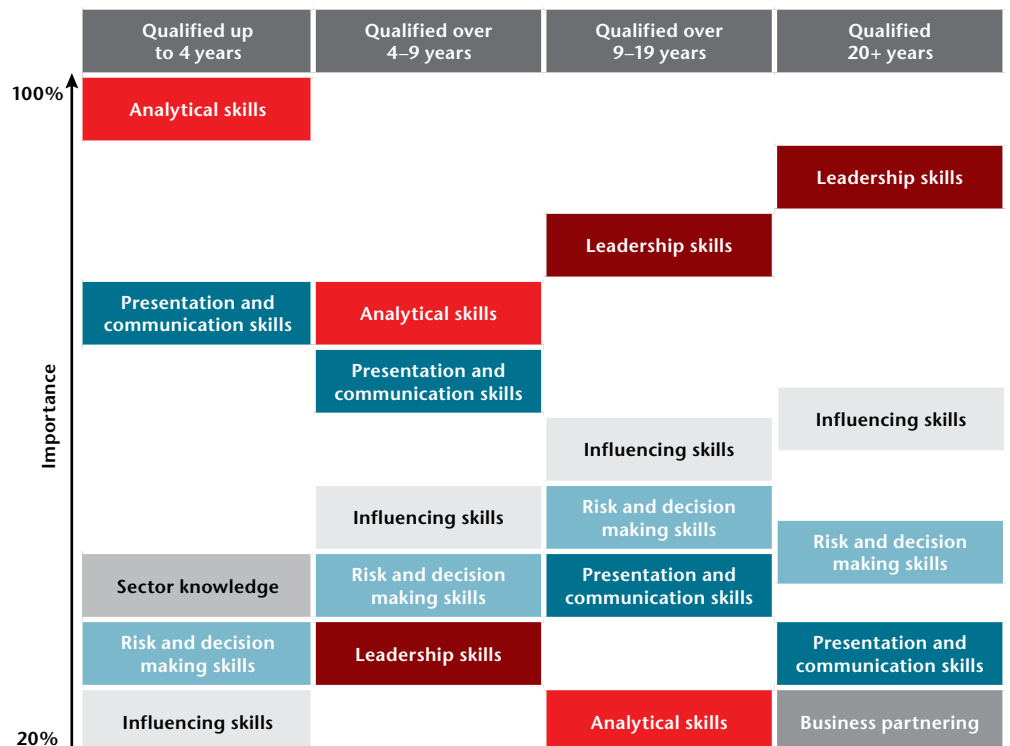 Qualified up
to 4 years
Qualified over
4–9 years
Qualified over
9–19 years
Qualified
20+ years
100%
Importance
20%
Analytical skills
Leadership skills
Leadership skills
Presentation and
communication skills
Analytical skills
Presentation and
communication skills
Influencing skills
Influencing skills
Influencing skills
Risk and decision
making skills
Risk and decision
making skills
Sector knowledge
Risk and decision
making skills
Presentation and
communication skills
Risk and decision
making skills
Leadership skills
Presentation and
communication skills
Influencing skills
Analytical skills
Business partnering